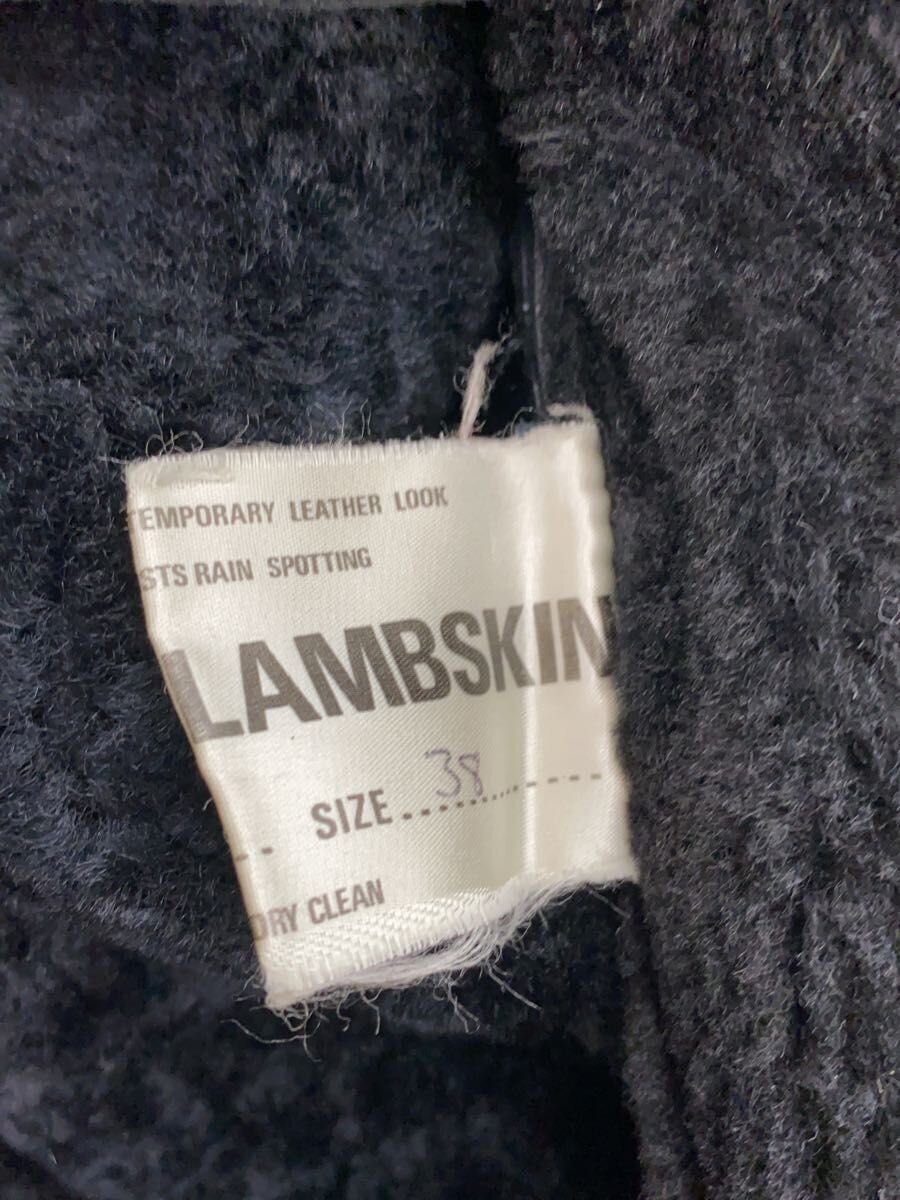 TEMPORARY LEATHER LOOK
STS RAIN SPOTTING
LAMBSKIN
SIZE 38
DRY CLEAN